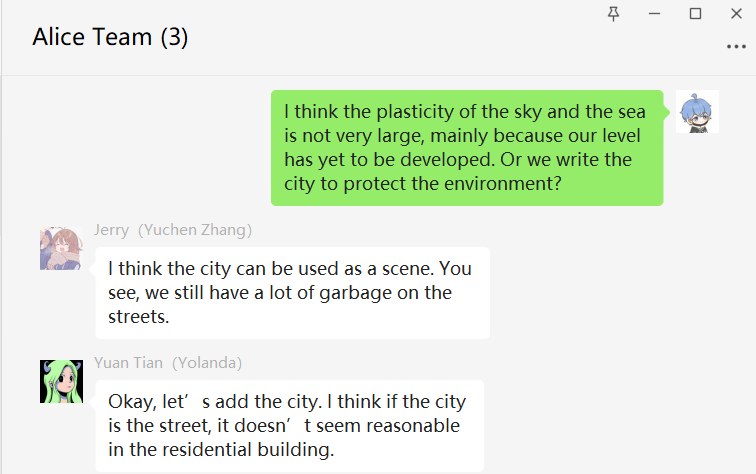 Alice Team (3)
I think the plasticity of the sky and the sea
is not very large, mainly because our level
has yet to be developed. Or we write the
city to protect the environment?
Jerry（Yuchen Zhang）
I think the city can be used as a scene. You
see, we still have a lot of garbage on the
streets.
Yuan Tian（Yolanda）
Okay, let’s add the city. I think if the city
is the street, it doesn’t seem reasonable
in the residential building.